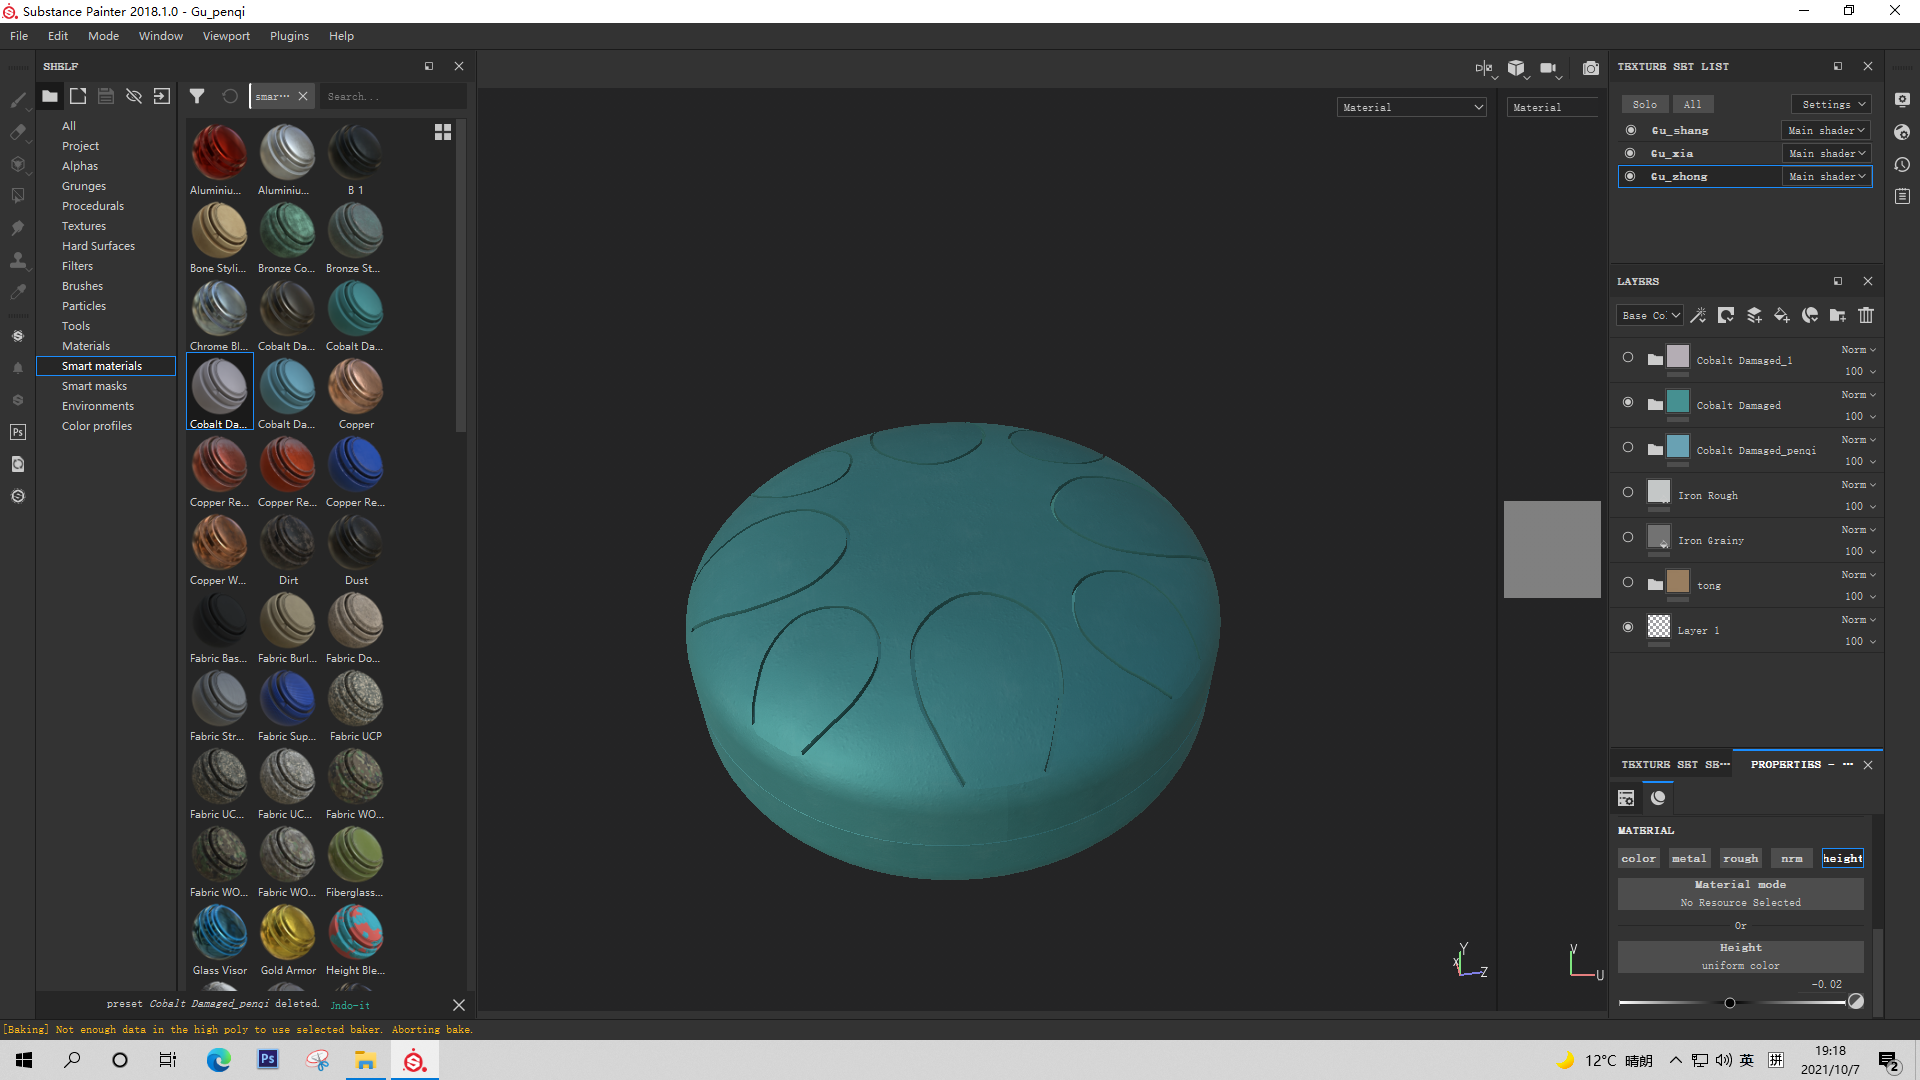 Substance Painter 2018.1.0 - Gu_penqi
File Edit Mode Window Viewport Plugins Help
SHELF
smar··· Search...
All
Project
Alphas
Grunges
Procedurals
Textures
Hard Surfaces
Filters
Brushes
Particles
Tools
Materials
Smart materials
Smart masks
Environments
Color profiles
Aluminiu... Aluminiu... B 1
Bone Styli... Bronze Co... Bronze St...
Chrome Bl... Cobalt Da... Cobalt Da...
Cobalt Da... Cobalt Da... Copper
Copper Re... Copper Re... Copper Re...
Copper W... Dirt Dust
Fabric Bas... Fabric Burl... Fabric Do...
Fabric Str... Fabric Sup... Fabric UCP
Fabric UC... Fabric UC... Fabric WO...
Fabric WO... Fabric WO... Fiberglass...
Glass Visor Gold Armor Height Ble...
preset Cobalt Damaged_penqi deleted. Jndo-it
[Baking] Not enough data in the high poly to use selected baker. Aborting bake.
Material
Material
Y
X
Z
V
U
TEXTURE SET LIST
Solo All Settings
Gu_shang Main shader
Gu_xia Main shader
Gu_zhong Main shader
LAYERS
Base Co
Cobalt Damaged_1 Norm 100
Cobalt Damaged Norm 100
Cobalt Damaged_penqi Norm 100
Iron Rough Norm 100
Iron Grainy Norm 100
tong Norm 100
Layer 1 Norm 100
TEXTURE SET SE··· PROPERTIES - ···
MATERIAL
color metal rough nrm height
Material mode
No Resource Selected
Or
Height
uniform color
-0.02
Ps
Ps
12°C 晴朗
英
拼
19:18
2021/10/7
2